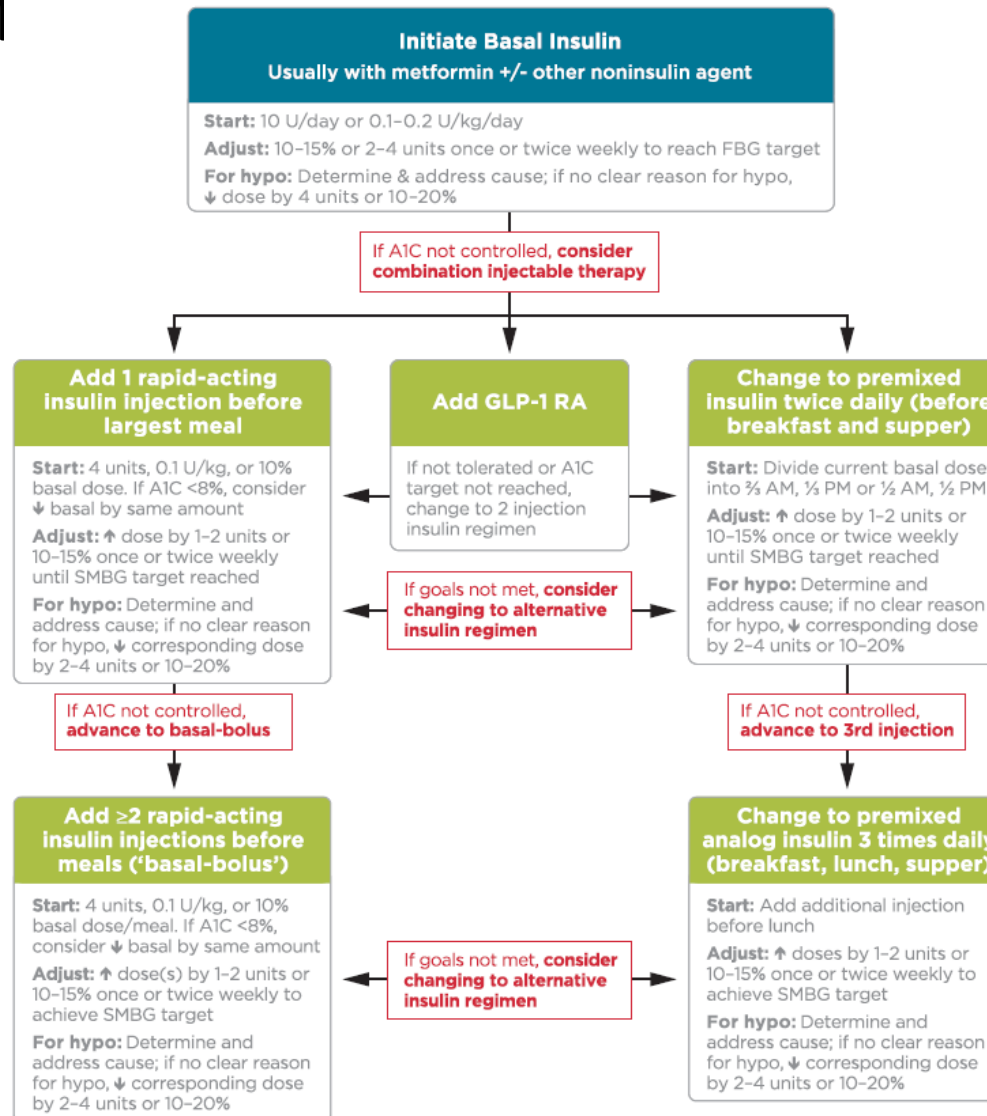 Initiate Basal Insulin
Usually with metformin +/- other noninsulin agent
Start: 10 U/day or 0.1–0.2 U/kg/day
Adjust: 10–15% or 2–4 units once or twice weekly to reach FBG target
For hypo: Determine & address cause; if no clear reason for hypo,
↓ dose by 4 units or 10–20%
If A1C not controlled, consider
combination injectable therapy
Add 1 rapid-acting
insulin injection before
largest meal
Start: 4 units, 0.1 U/kg, or 10%
basal dose. If A1C <8%, consider
↓ basal by same amount
Adjust: ↑ dose by 1–2 units or
10–15% once or twice weekly
until SMBG target reached
For hypo: Determine and
address cause; if no clear reason
for hypo, ↓ corresponding dose
by 2–4 units or 10–20%
Add GLP-1 RA
If not tolerated or A1C
target not reached,
change to 2 injection
insulin regimen
Change to premixed
insulin twice daily (before
breakfast and supper)
Start: Divide current basal dose
into ⅔ AM, ⅓ PM or ½ AM, ½ PM
Adjust: ↑ dose by 1–2 units or
10–15% once or twice weekly
until SMBG target reached
For hypo: Determine and
address cause; if no clear reason
for hypo, ↓ corresponding dose
by 2–4 units or 10–20%
If goals not met, consider
changing to alternative
insulin regimen
If A1C not controlled,
advance to basal-bolus
If A1C not controlled,
advance to 3rd injection
Add ≥2 rapid-acting
insulin injections before
meals (‘basal-bolus’)
Start: 4 units, 0.1 U/kg, or 10%
basal dose/meal. If A1C <8%,
consider ↓ basal by same amount
Adjust: ↑ dose(s) by 1–2 units or
10–15% once or twice weekly to
achieve SMBG target
For hypo: Determine and
address cause; if no clear reason
for hypo, ↓ corresponding dose
by 2–4 units or 10–20%
If goals not met, consider
changing to alternative
insulin regimen
Change to premixed
analog insulin 3 times daily
(breakfast, lunch, supper)
Start: Add additional injection
before lunch
Adjust: ↑ doses by 1–2 units or
10–15% once or twice weekly to
achieve SMBG target
For hypo: Determine and
address cause; if no clear reason
for hypo, ↓ corresponding dose
by 2–4 units or 10–20%